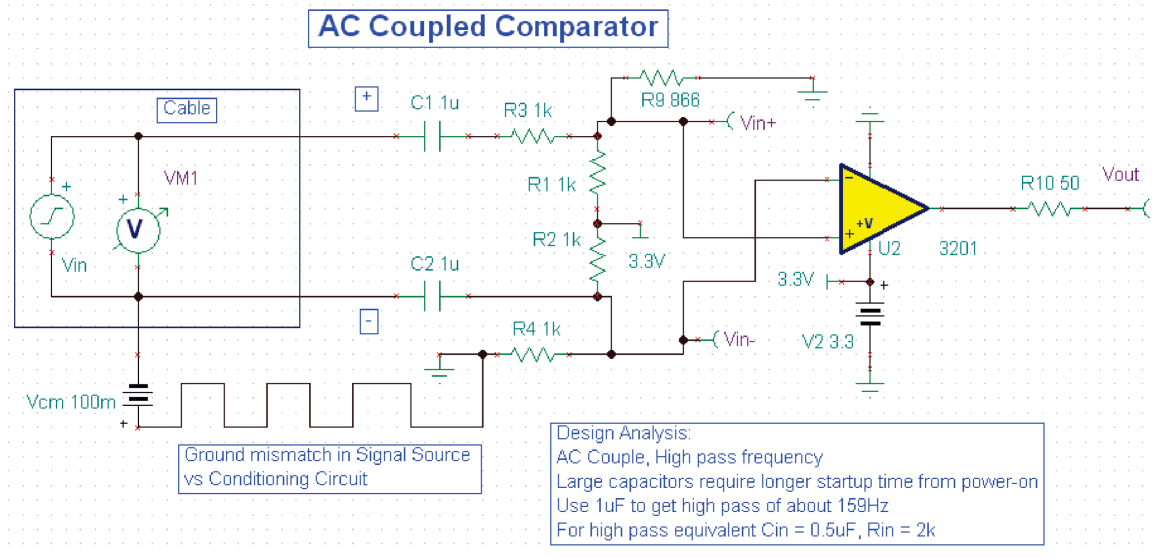 AC Coupled Comparator
R9 866
Cable
+
C1 1u
R3 1k
Vin+
VM1
+
+
V
R1 1k
-
R10 50
Vout
Vin
R2 1k
3.3V
+
+V
U2
3201
C2 1u
3.3V
+
-
R4 1k
Vin-
V2 3.3
Vcm 100m
+
Ground mismatch in Signal Source
vs Conditioning Circuit
Design Analysis:
AC Couple, High pass frequency
Large capacitors require longer startup time from power-on
Use 1uF to get high pass of about 159Hz
For high pass equivalent Cin = 0.5uF, Rin = 2k